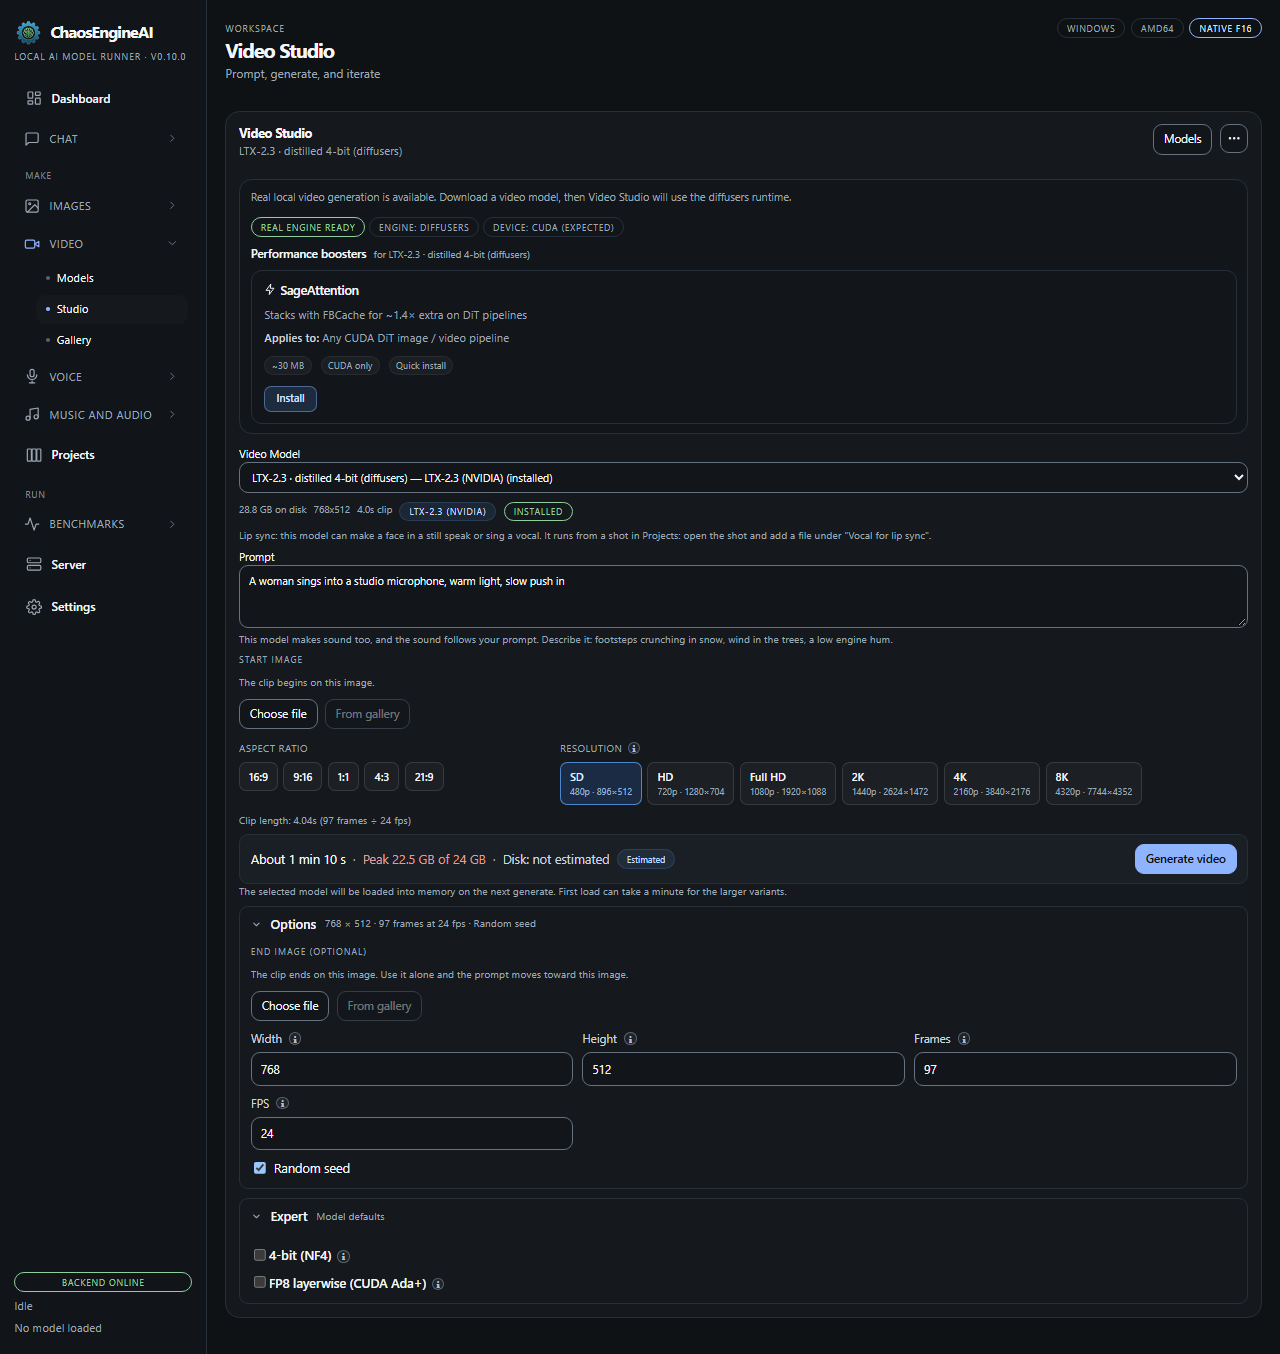 ChaosEngineAI
LOCAL AI MODEL RUNNER · V0.10.0
Dashboard
CHAT
MAKE
IMAGES
VIDEO
Models
Studio
Gallery
VOICE
MUSIC AND AUDIO
Projects
RUN
BENCHMARKS
Server
Settings
BACKEND ONLINE
Idle
No model loaded
WORKSPACE
Video Studio
Prompt, generate, and iterate
WINDOWS
AMD64
NATIVE F16
Video Studio
LTX-2.3 · distilled 4-bit (diffusers)
Models
Real local video generation is available. Download a video model, then Video Studio will use the diffusers runtime.
REAL ENGINE READY
ENGINE: DIFFUSERS
DEVICE: CUDA (EXPECTED)
Performance boosters for LTX-2.3 · distilled 4-bit (diffusers)
SageAttention
Stacks with FBCache for ~1.4× extra on DiT pipelines
Applies to: Any CUDA DiT image / video pipeline
~30 MB
CUDA only
Quick install
Install
Video Model
LTX-2.3 · distilled 4-bit (diffusers) — LTX-2.3 (NVIDIA) (installed)
28.8 GB on disk 768x512 4.0s clip LTX-2.3 (NVIDIA) INSTALLED
Lip sync: this model can make a face in a still speak or sing a vocal. It runs from a shot in Projects: open the shot and add a file under "Vocal for lip sync".
Prompt
A woman sings into a studio microphone, warm light, slow push in
This model makes sound too, and the sound follows your prompt. Describe it: footsteps crunching in snow, wind in the trees, a low engine hum.
START IMAGE
The clip begins on this image.
Choose file
From gallery
ASPECT RATIO
16:9
9:16
1:1
4:3
21:9
RESOLUTION
SD
480p · 896×512
HD
720p · 1280×704
Full HD
1080p · 1920×1088
2K
1440p · 2624×1472
4K
2160p · 3840×2176
8K
4320p · 7744×4352
Clip length: 4.04s (97 frames ÷ 24 fps)
About 1 min 10 s · Peak 22.5 GB of 24 GB · Disk: not estimated Estimated
Generate video
The selected model will be loaded into memory on the next generate. First load can take a minute for the larger variants.
Options 768 × 512 · 97 frames at 24 fps · Random seed
END IMAGE (OPTIONAL)
The clip ends on this image. Use it alone and the prompt moves toward this image.
Choose file
From gallery
Width
768
Height
512
Frames
97
FPS
24
Random seed
Expert Model defaults
4-bit (NF4)
FP8 layerwise (CUDA Ada+)